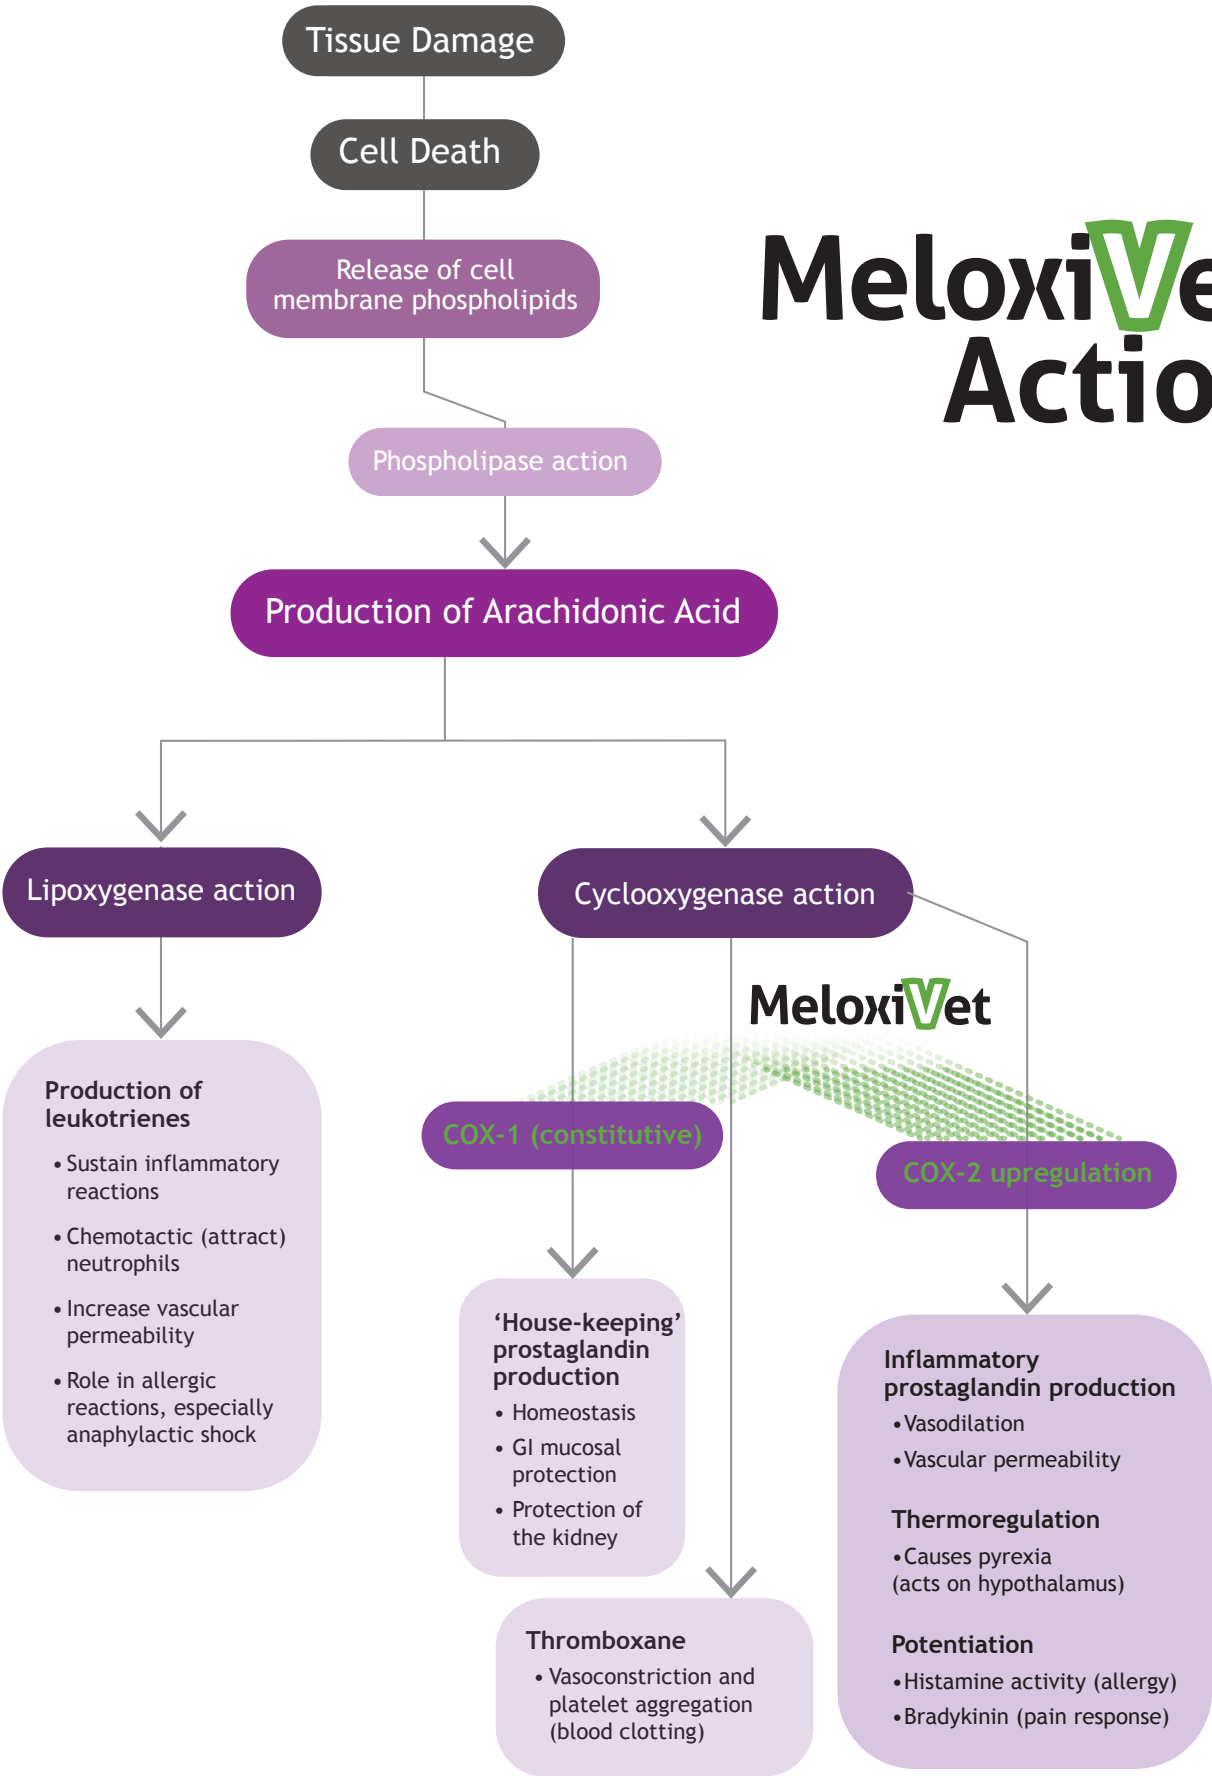 Tissue Damage
Cell Death
Release of cell
membrane phospholipids
MeloxiVe
Actio
Phospholipase action
Production of Arachidonic Acid
Lipoxygenase action
Cyclooxygenase action
MeloxiVet
Production of
leukotrienes
• Sustain inflammatory
reactions
• Chemotactic (attract)
neutrophils
• Increase vascular
permeability
• Role in allergic
reactions, especially
anaphylactic shock
COX-1 (constitutive)
COX-2 upregulation
‘House-keeping’
prostaglandin
production
• Homeostasis
• GI mucosal
protection
• Protection of
the kidney
Thromboxane
• Vasoconstriction and
platelet aggregation
(blood clotting)
Inflammatory
prostaglandin production
• Vasodilation
• Vascular permeability
Thermoregulation
• Causes pyrexia
(acts on hypothalamus)
Potentiation
• Histamine activity (allergy)
• Bradykinin (pain response)